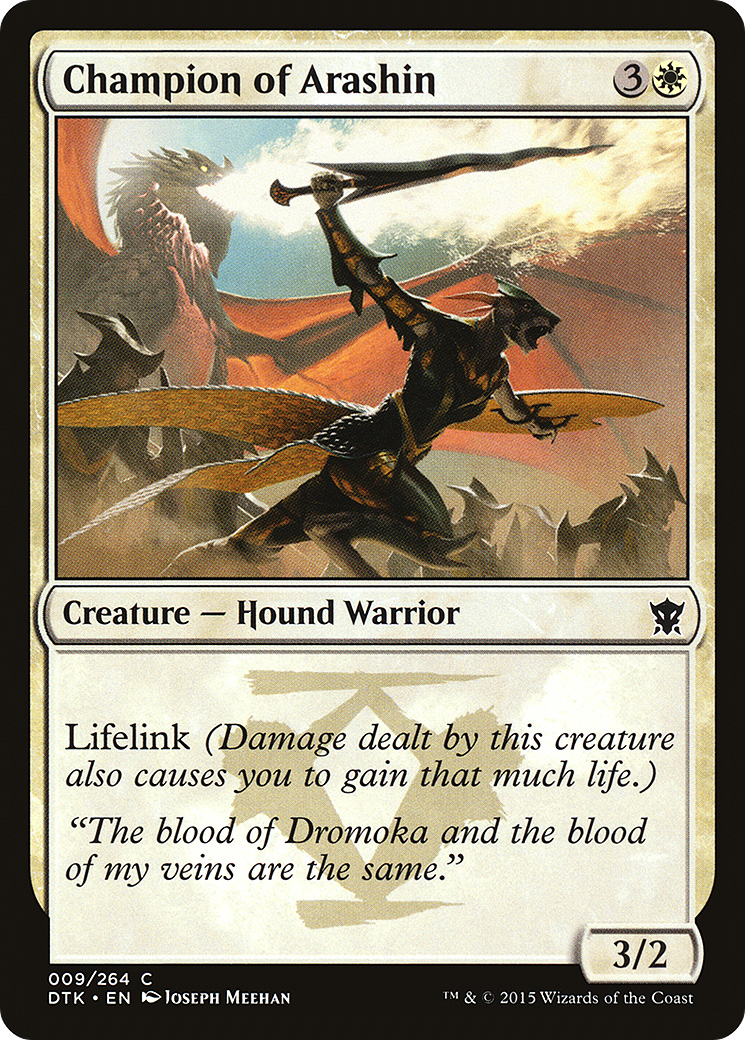 Champion of Arashin 3
Creature — Hound Warrior
Lifelink (Damage dealt by this creature
also causes you to gain that much life.)
“The blood of Dromoka and the blood
of my veins are the same.”
3/2
009/264 C
DTK • EN Joseph Meehan
™ & © 2015 Wizards of the Coast